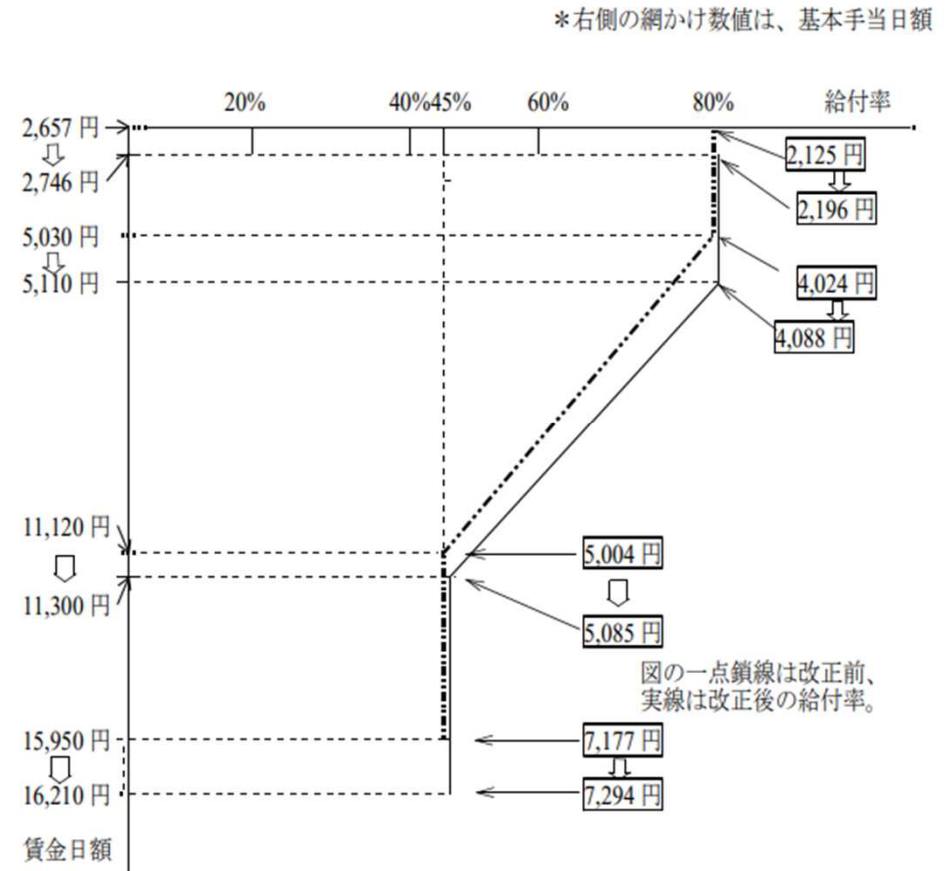 ＊右側の網かけ数値は、基本手当日額
20% 40%45% 60% 80% 給付率
2,657 円
2,125 円
2,746 円
2,196 円
5,030 円
5,110 円
4,024 円
4,088 円
11,120 円
5,004 円
11,300 円
5,085 円
図の一点鎖線は改正前、
実線は改正後の給付率。
15,950 円
7,177 円
16,210 円
7,294 円
賃金日額